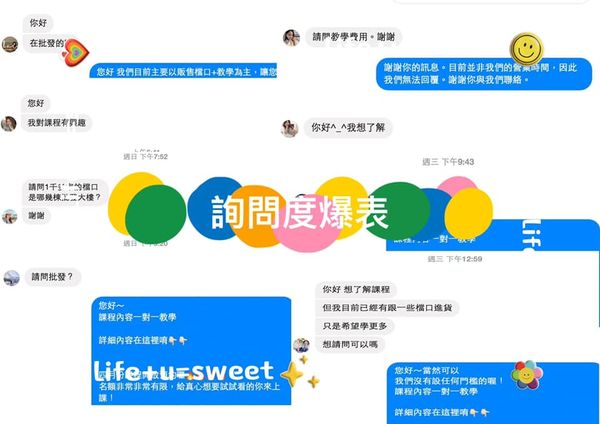 你好
在批發的
您好 我們目前主要以販售檔口+教學為主，讓您
您好
我對課程有興趣
週日 下午7:52
請問1千
的檔口
是哪幾棟
大樓？
謝謝
週日 下午
請問批發？
您好～
課程內容一對一教學
詳細內容在這裡唷👇🏻👇🏻
名額非常非常有限，給真心想要試試看的你來上
課！
請問教學費用。謝謝
謝謝你的訊息。目前並非我們的營業時間，因此
我們無法回覆。謝謝你與我們聯絡。
你好^_^我想了解
週三 下午9:43
課程內容一對一教學
週三 下午12:59
你好 想了解課程
但我目前已經有跟一些檔口進貨
只是希望學更多
想請問可以嗎
您好～當然可以
我們沒有設任何門檻的喔！
課程內容一對一教學
詳細內容在這裡唷👇🏻👇🏻
詢問度爆表
life+u=sweet
Life